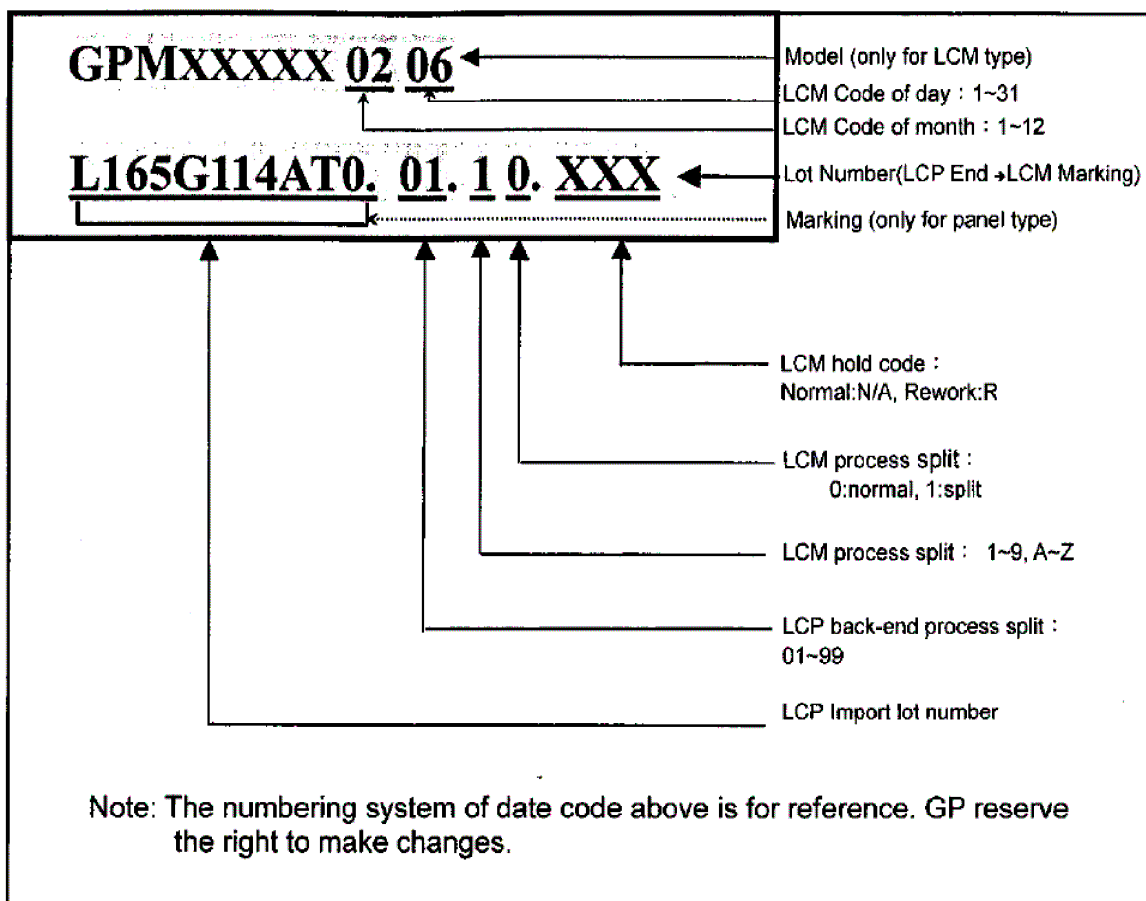 GPMXXXXX 02 06
Model (only for LCM type)
LCM Code of day：1~31
LCM Code of month：1~12
L165G114AT0. 01.1 0. XXX
Lot Number(LCP End →LCM Marking)
Marking (only for panel type)
LCM hold code：
Normal:N/A, Rework:R
LCM process split：
0:normal, 1:split
LCM process split： 1~9, A~Z
LCP back-end process split：
01~99
LCP Import lot number
Note: The numbering system of date code above is for reference. GP reserve
the right to make changes.